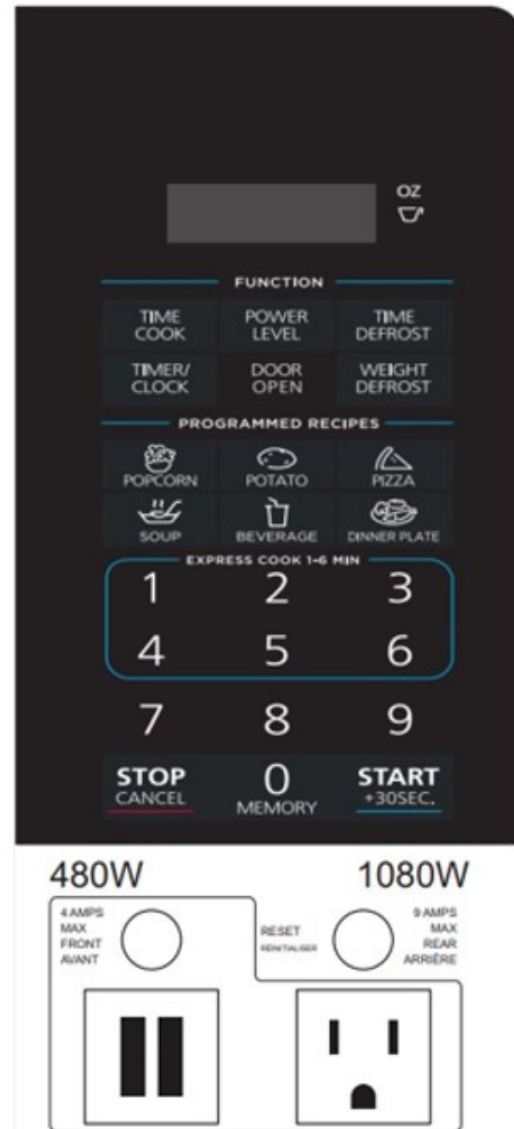 OZ
FUNCTION
TIME COOK
POWER LEVEL
TIME DEFROST
TIMER/ CLOCK
DOOR OPEN
WEIGHT DEFROST
PROGRAMMED RECIPES
POPCORN
POTATO
PIZZA
SOUP
BEVERAGE
DINNER PLATE
EXPRESS COOK 1-6 MIN
1 2 3
4 5 6
7 8 9
STOP CANCEL
0 MEMORY
START +30SEC.
480W
1080W
4 AMPS
MAX
FRONT
AVANT
RESET
RÉINITIALISER
9 AMPS
MAX
REAR
ARRIÈRE